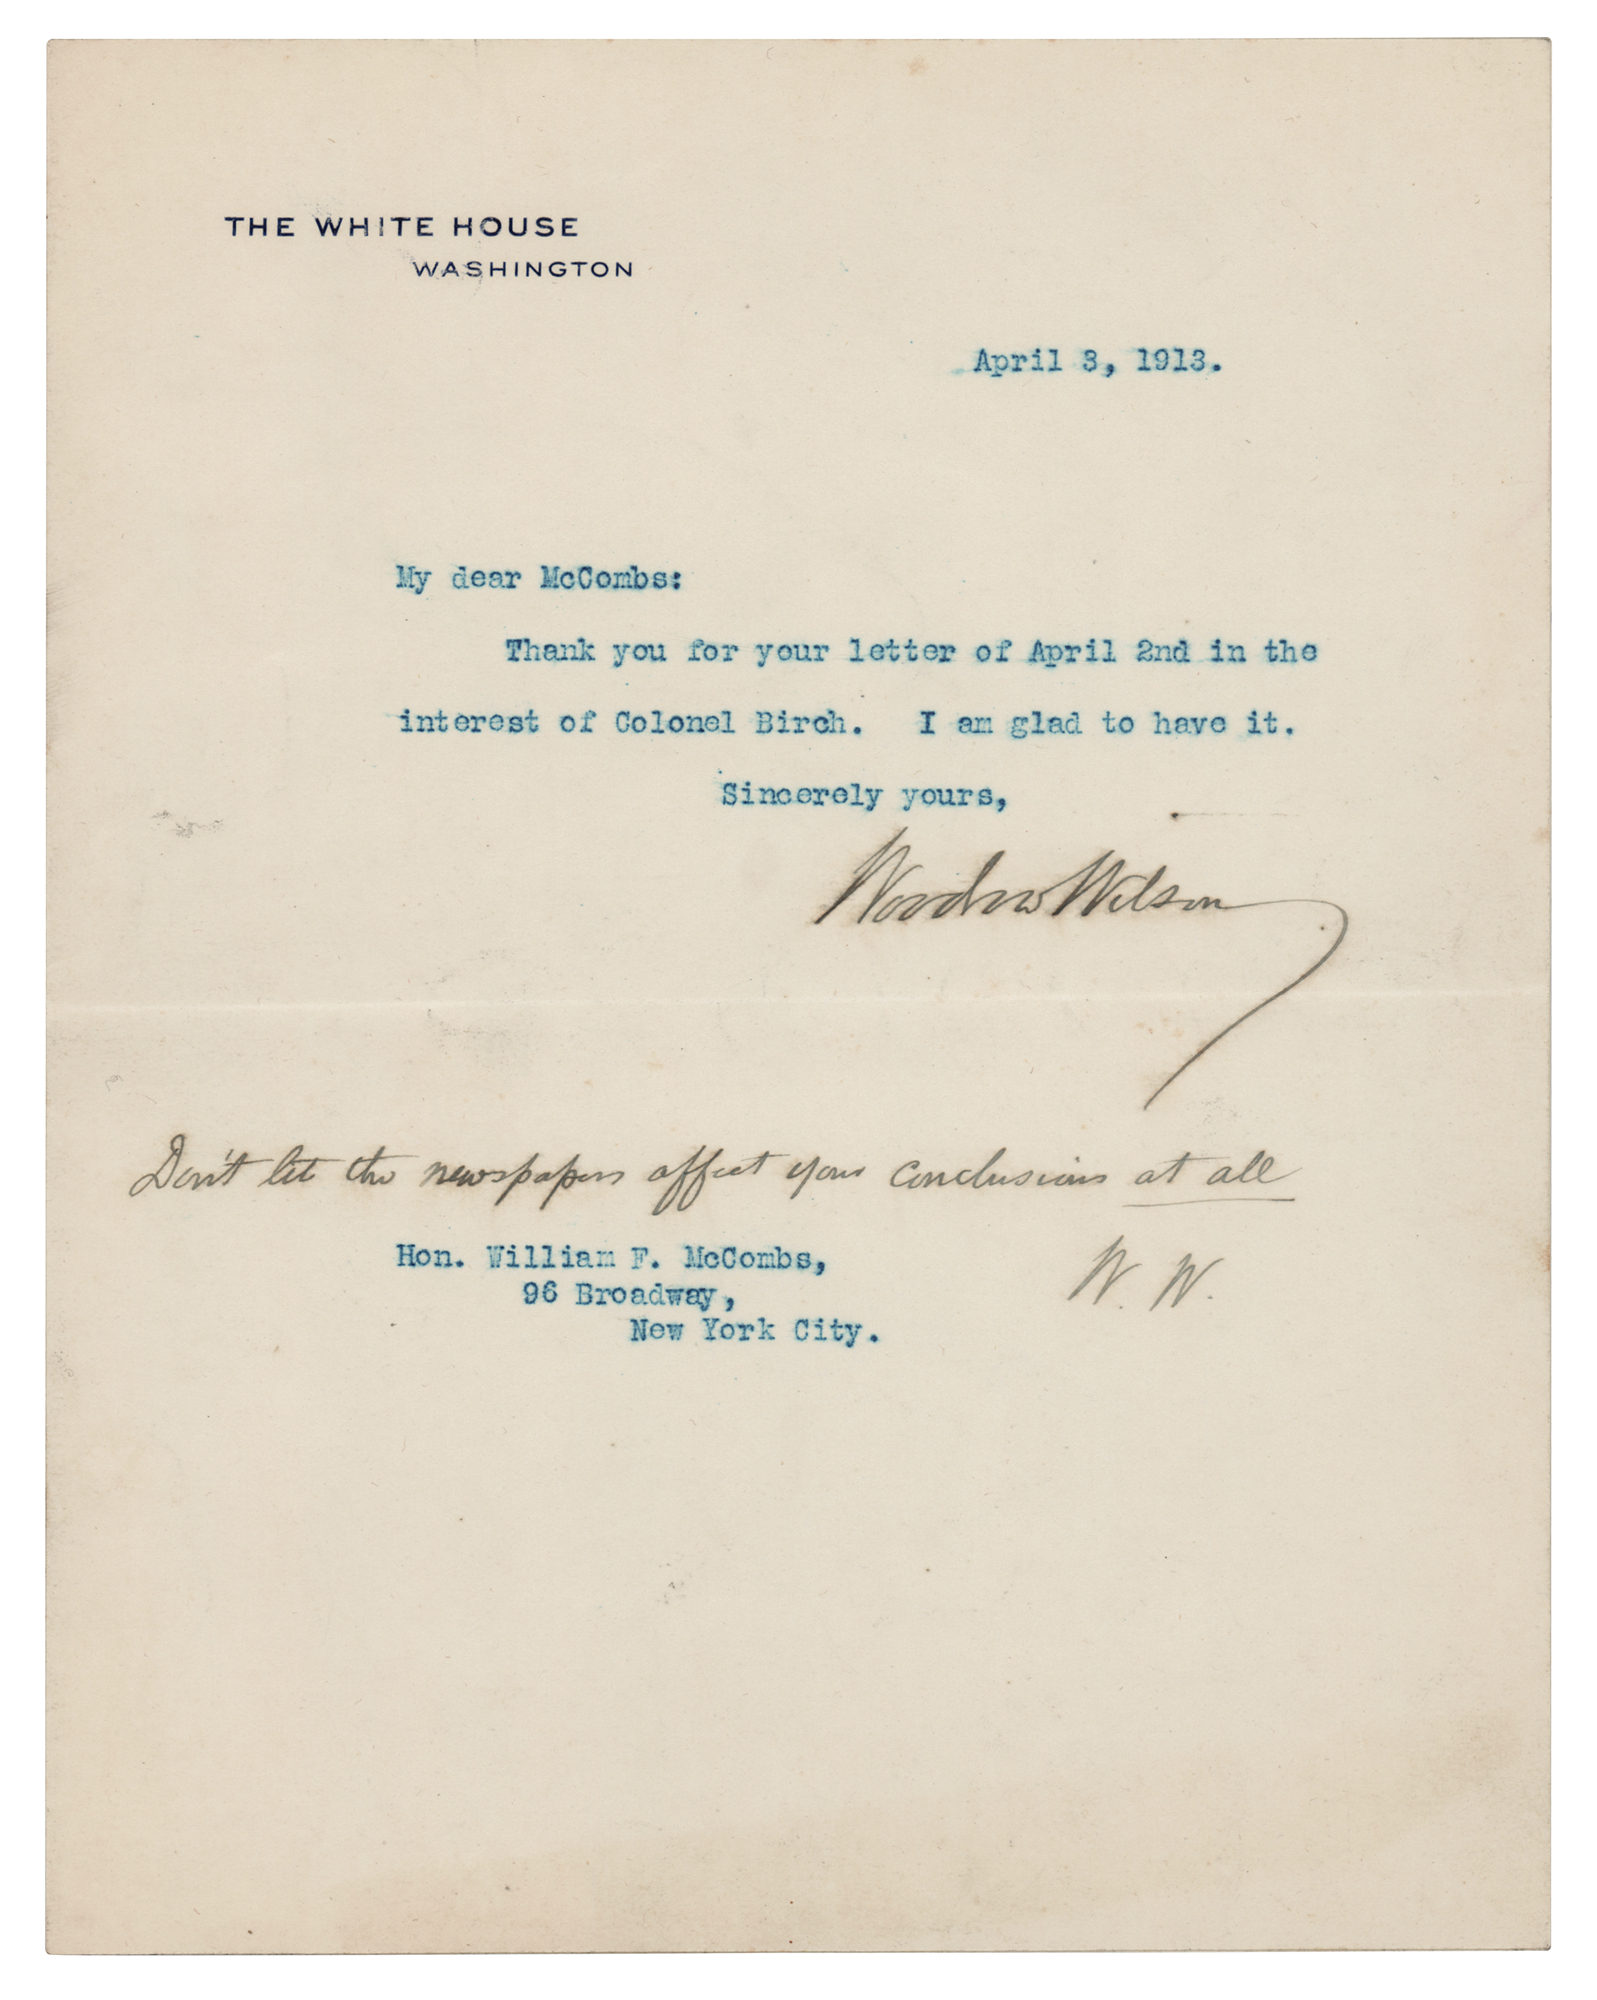 THE WHITE HOUSE
WASHINGTON
April 3, 1913.
My dear McCombs:
Thank you for your letter of April 2nd in the
interest of Colonel Birch. I am glad to have it.
Sincerely yours,
Woodrow Wilson
Don't let the newspapers affect your conclusions at all
W. W.
Hon. William F. McCombs,
96 Broadway,
New York City.